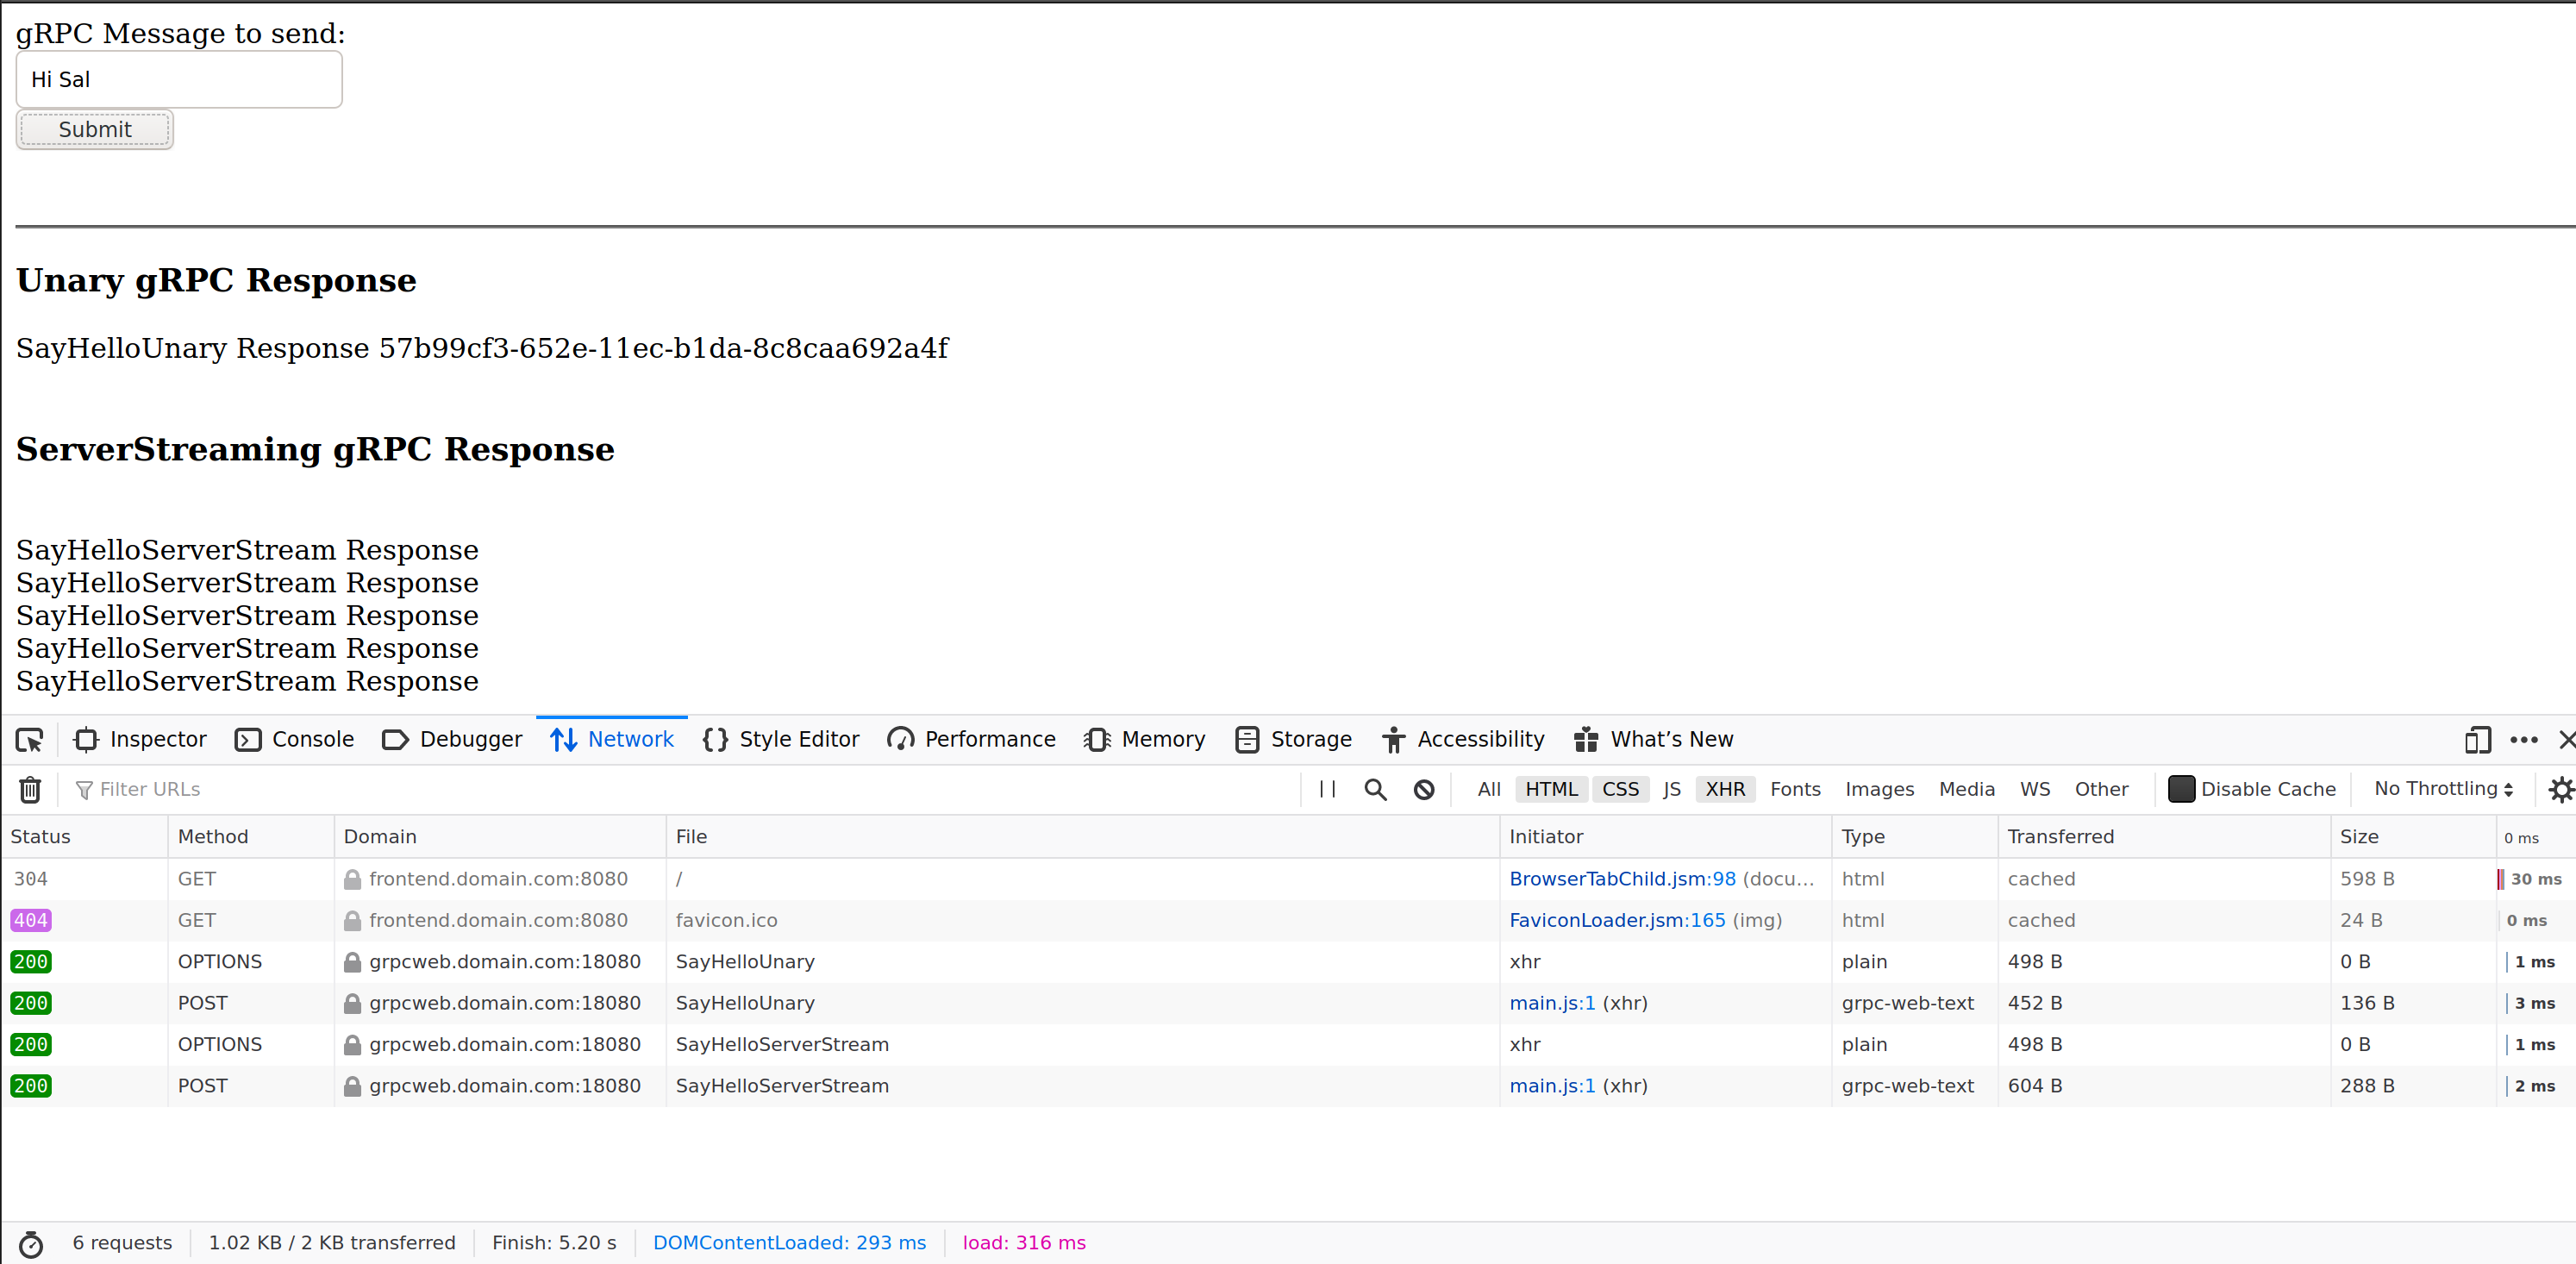 gRPC Message to send:
Hi Sal
Submit
Unary gRPC Response
SayHelloUnary Response 57b99cf3-652e-11ec-b1da-8c8caa692a4f
ServerStreaming gRPC Response
SayHelloServerStream Response
SayHelloServerStream Response
SayHelloServerStream Response
SayHelloServerStream Response
SayHelloServerStream Response
Inspector Console Debugger Network Style Editor Performance Memory Storage Accessibility What’s New
Filter URLs All HTML CSS JS XHR Fonts Images Media WS Other Disable Cache No Throttling
Status Method Domain File Initiator Type Transferred Size 0 ms
304 GET frontend.domain.com:8080 / BrowserTabChild.jsm:98 (docu… html cached 598 B 30 ms
404 GET frontend.domain.com:8080 favicon.ico FaviconLoader.jsm:165 (img) html cached 24 B 0 ms
200 OPTIONS grpcweb.domain.com:18080 SayHelloUnary xhr plain 498 B 0 B 1 ms
200 POST grpcweb.domain.com:18080 SayHelloUnary main.js:1 (xhr) grpc-web-text 452 B 136 B 3 ms
200 OPTIONS grpcweb.domain.com:18080 SayHelloServerStream xhr plain 498 B 0 B 1 ms
200 POST grpcweb.domain.com:18080 SayHelloServerStream main.js:1 (xhr) grpc-web-text 604 B 288 B 2 ms
6 requests 1.02 KB / 2 KB transferred Finish: 5.20 s DOMContentLoaded: 293 ms load: 316 ms